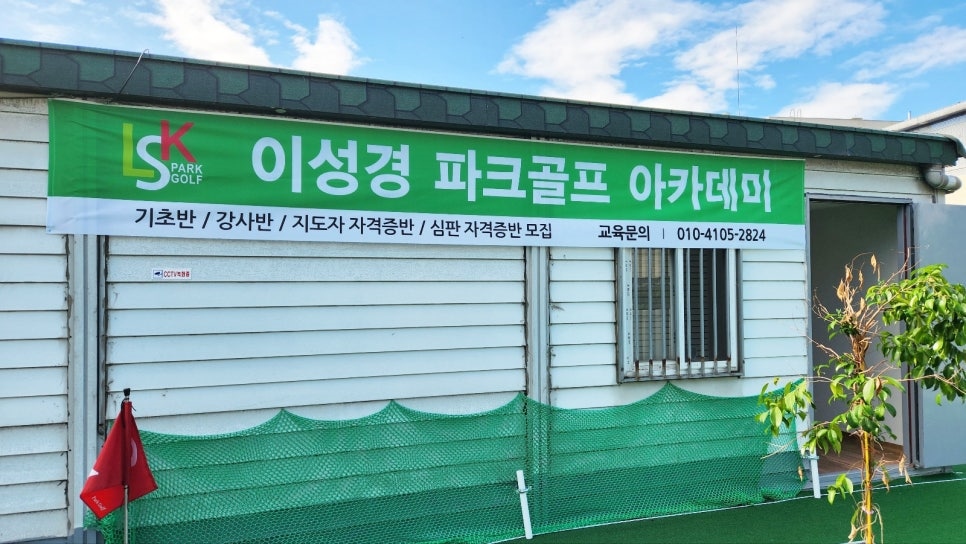 LSK PARK GOLF
이성경 파크골프 아카데미
기초반 / 강사반 / 지도자 자격증반 / 심판 자격증반 모집 교육문의 | 010-4105-2824
CCTV녹화중